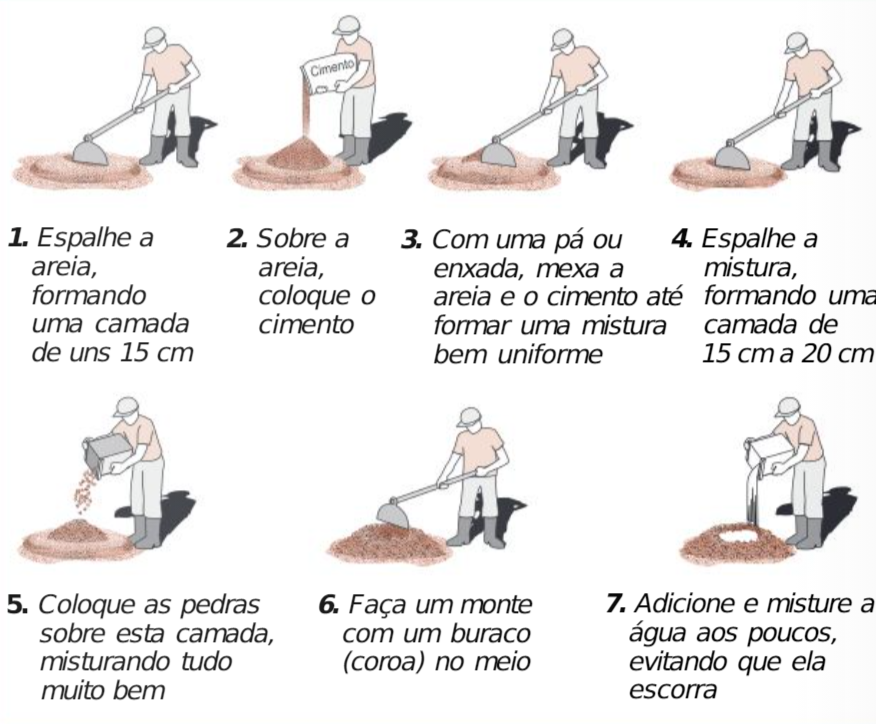 Cimento
1. Espalhe a
areia,
formando
uma camada
de uns 15 cm
2. Sobre a
areia,
coloque o
cimento
3. Com uma pá ou
enxada, mexa a
areia e o cimento até
formar uma mistura
bem uniforme
4. Espalhe a
mistura,
formando uma
camada de
15 cm a 20 cm
5. Coloque as pedras
sobre esta camada,
misturando tudo
muito bem
6. Faça um monte
com um buraco
(coroa) no meio
7. Adicione e misture a
água aos poucos,
evitando que ela
escorra